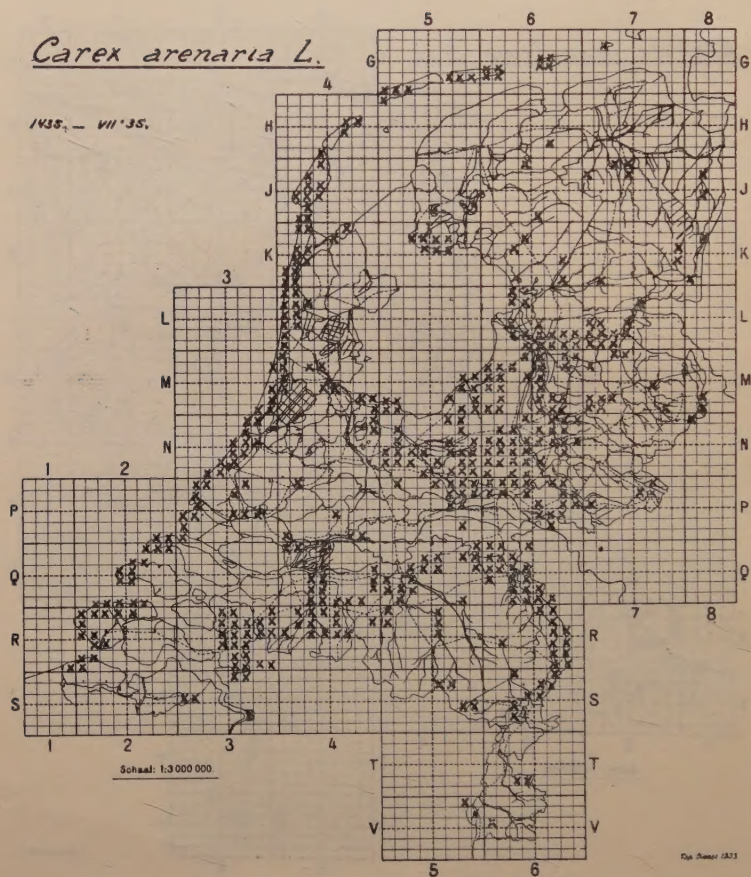 5 6 7 8
Carex arenaria L.
G G
4
1435. — VII '35.
H H
J J
K K
3
L L
M M
N N
1 2
P P
Q Q
7 8
R R
S S
1 2 3 4
Schaal: 1:3 000 000.
T T
V V
5 6